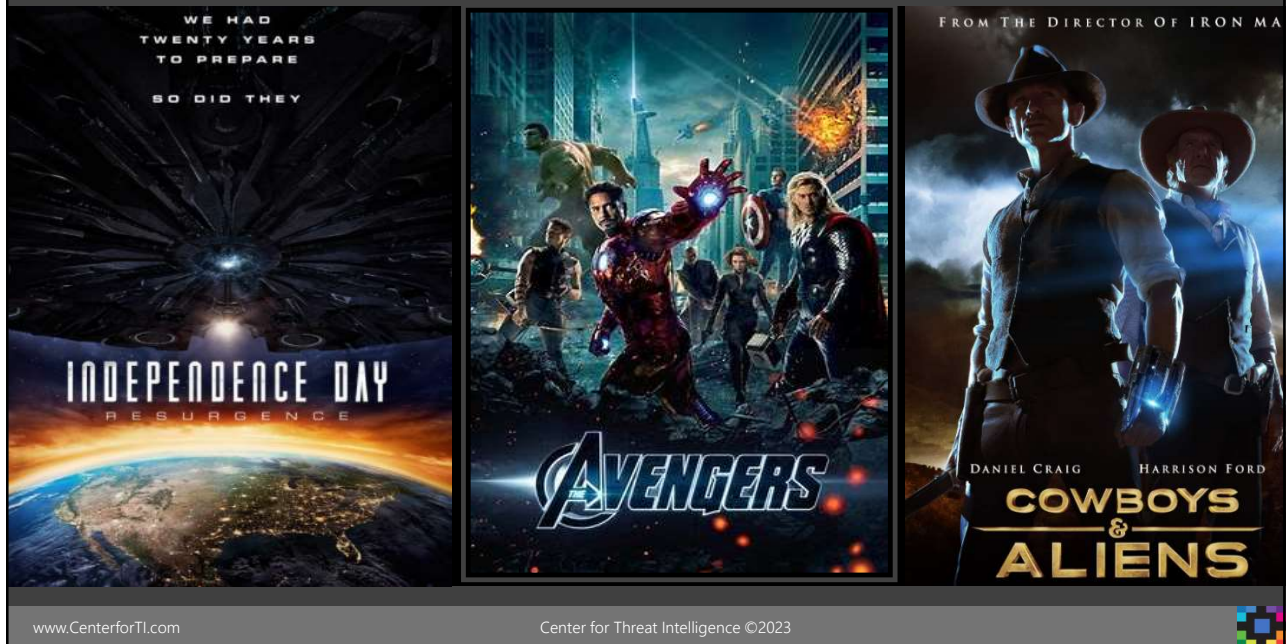 WE HAD
TWENTY YEARS
TO PREPARE
SO DID THEY
INDEPENDENCE DAY
RESURGENCE
THE AVENGERS
FROM THE DIRECTOR OF IRON MA
DANIEL CRAIG HARRISON FORD
COWBOYS
&
ALIENS
www.CenterforTI.com Center for Threat Intelligence ©2023